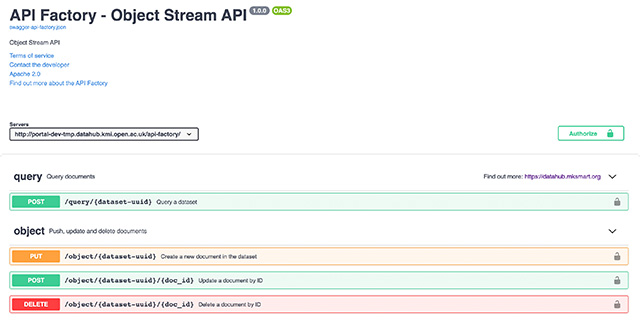 API Factory - Object Stream API 1.0.0 OAS3
swagger-api-factory.json
Object Stream API
Terms of service
Contact the developer
Apache 2.0
Find out more about the API Factory
Servers
http://portal-dev-tmp.datahub.kmi.open.ac.uk/api-factory/
Authorize
query Query documents Find out more: https://datahub.mksmart.org
POST /query/{dataset-uuid} Query a dataset
object Push, update and delete documents
PUT /object/{dataset-uuid} Create a new document in the dataset
POST /object/{dataset-uuid}/{doc_id} Update a document by ID
DELETE /object/{dataset-uuid}/{doc_id} Delete a document by ID